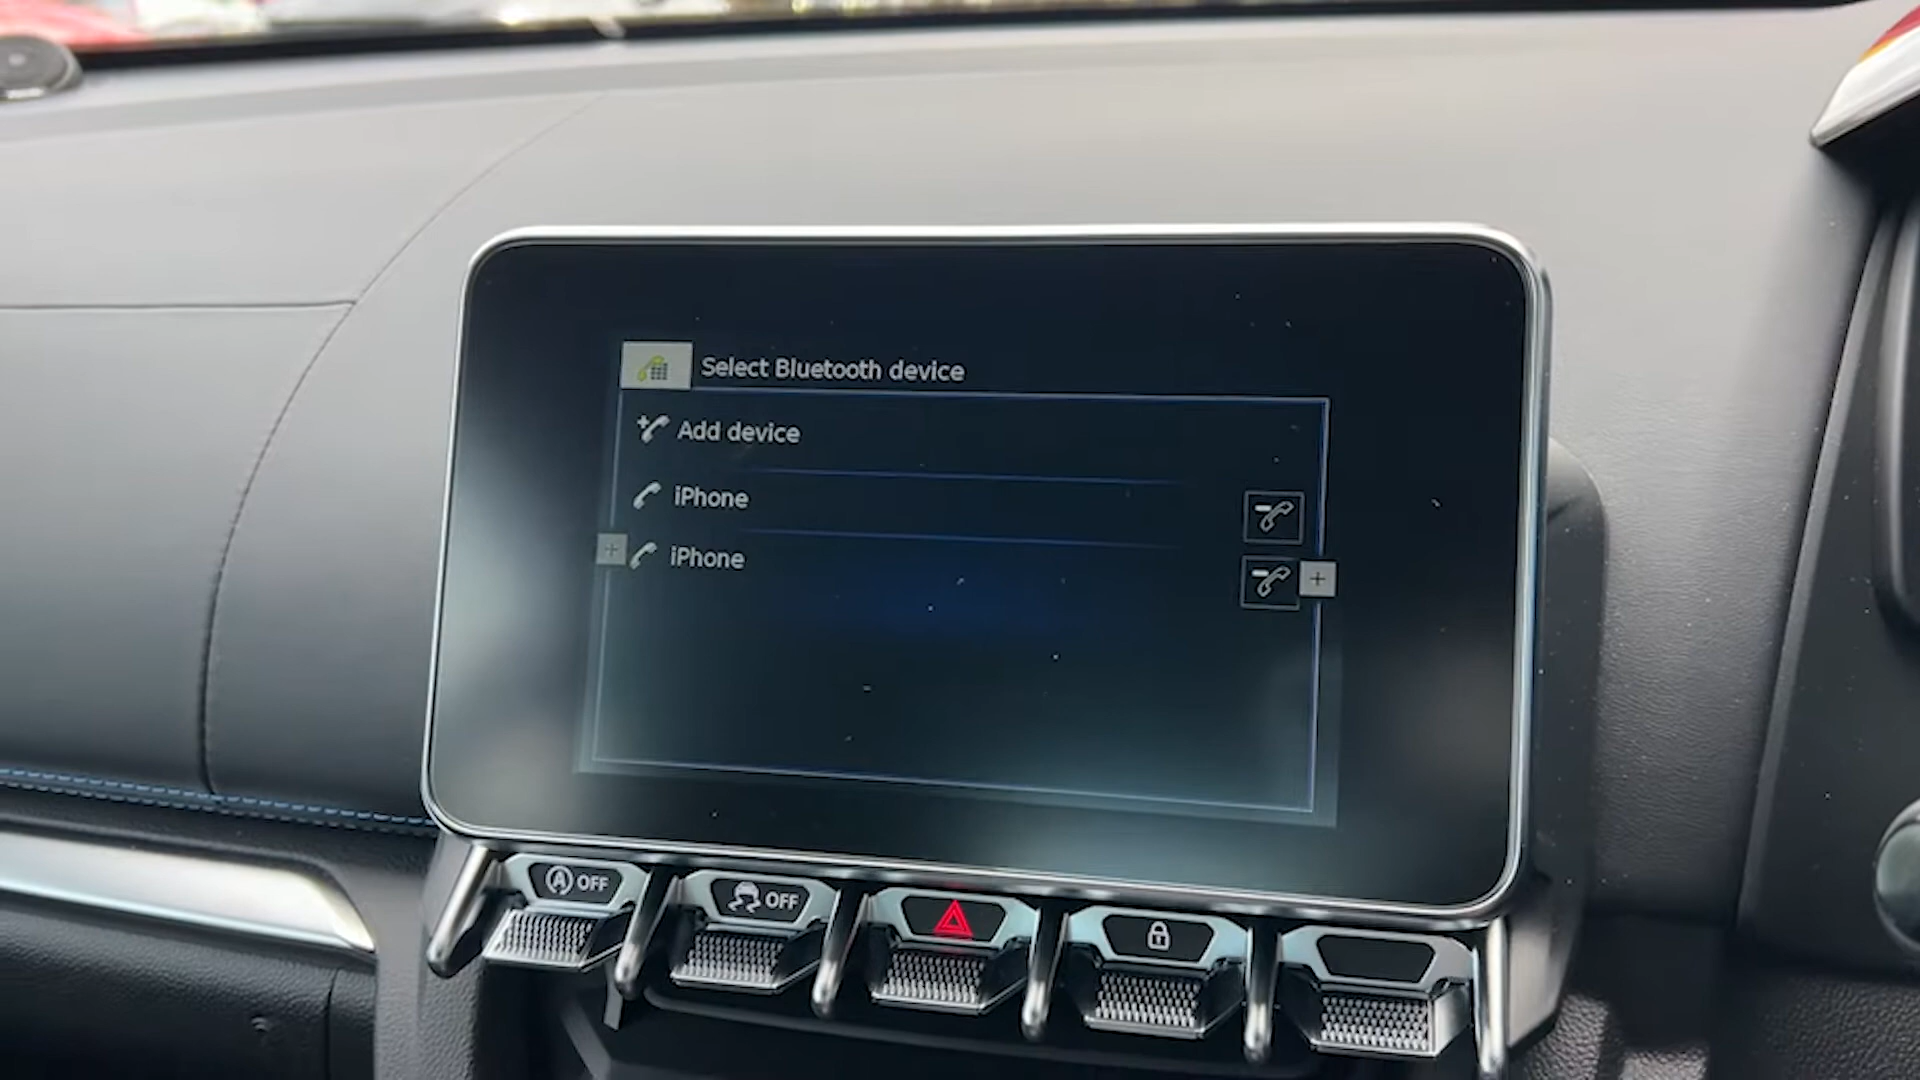 Select Bluetooth device
Add device
iPhone
iPhone
A OFF
OFF